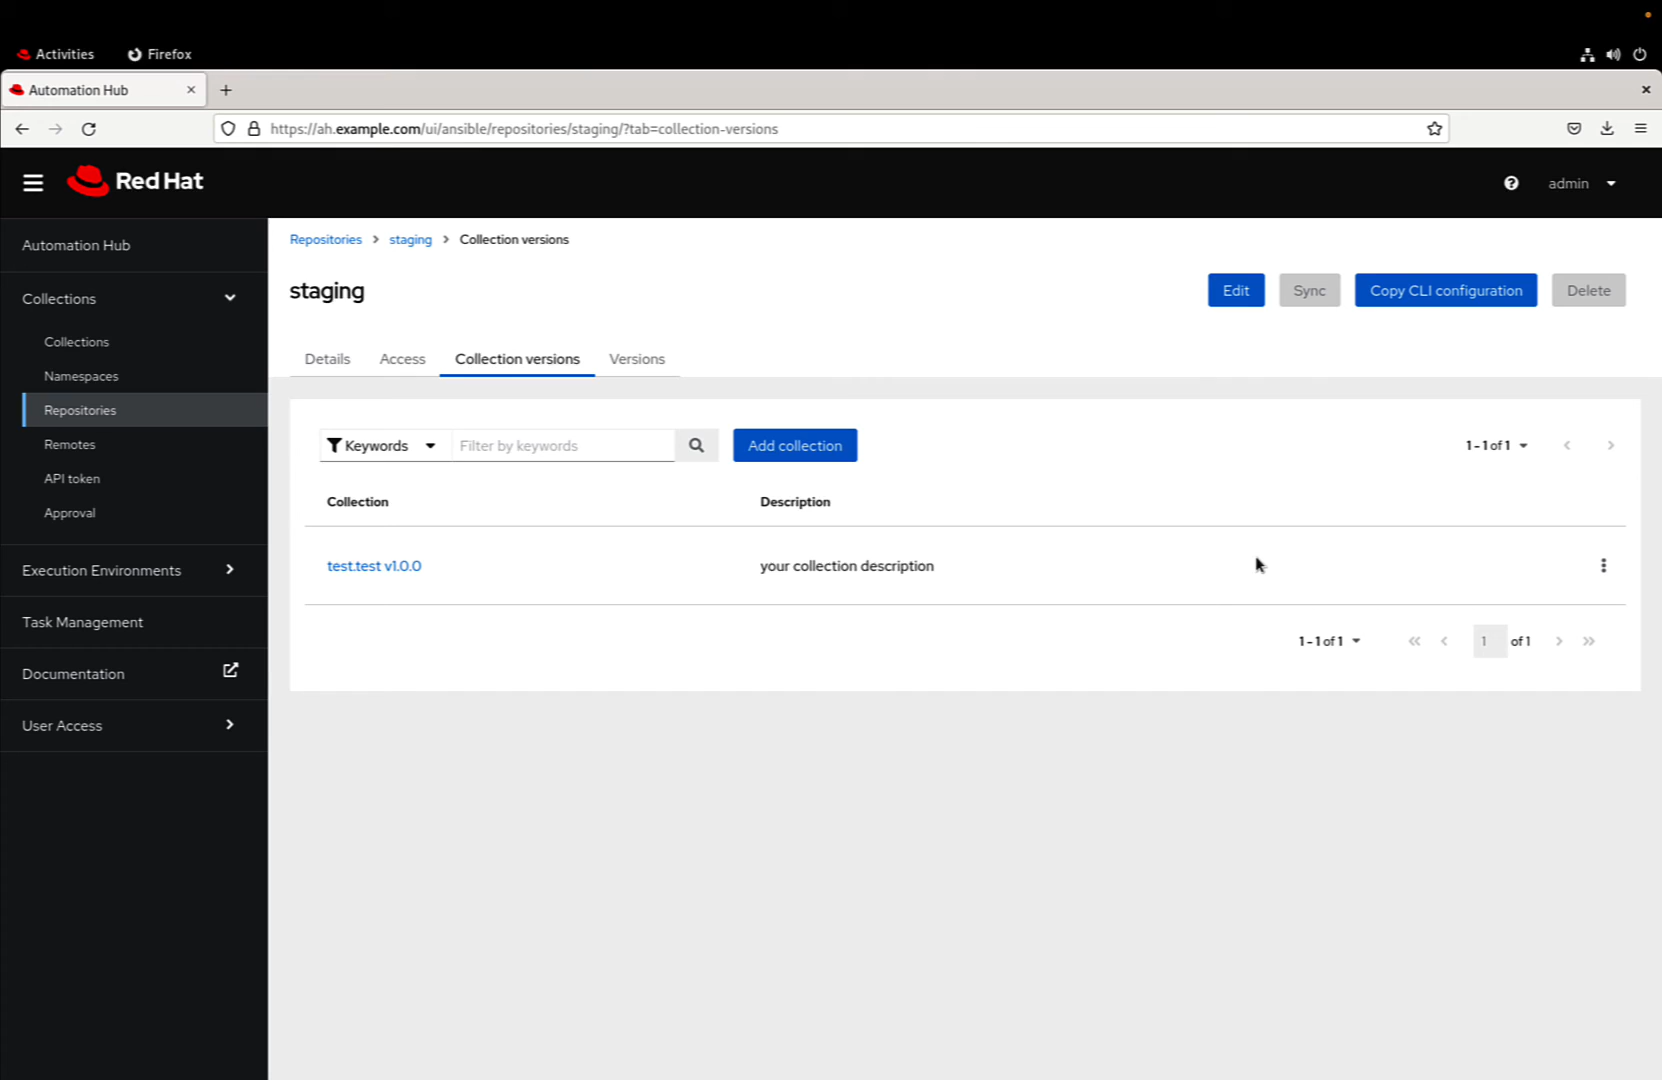 Activities Firefox
Automation Hub
https://ah.example.com/ui/ansible/repositories/staging/?tab=collection-versions
Red Hat
admin
Automation Hub
Collections
Collections
Namespaces
Repositories
Remotes
API token
Approval
Execution Environments
Task Management
Documentation
User Access
Repositories > staging > Collection versions
staging
Edit Sync Copy CLI configuration Delete
Details Access Collection versions Versions
Keywords Filter by keywords Add collection 1 - 1 of 1
Collection Description
test.test v1.0.0 your collection description
1 - 1 of 1 1 of 1